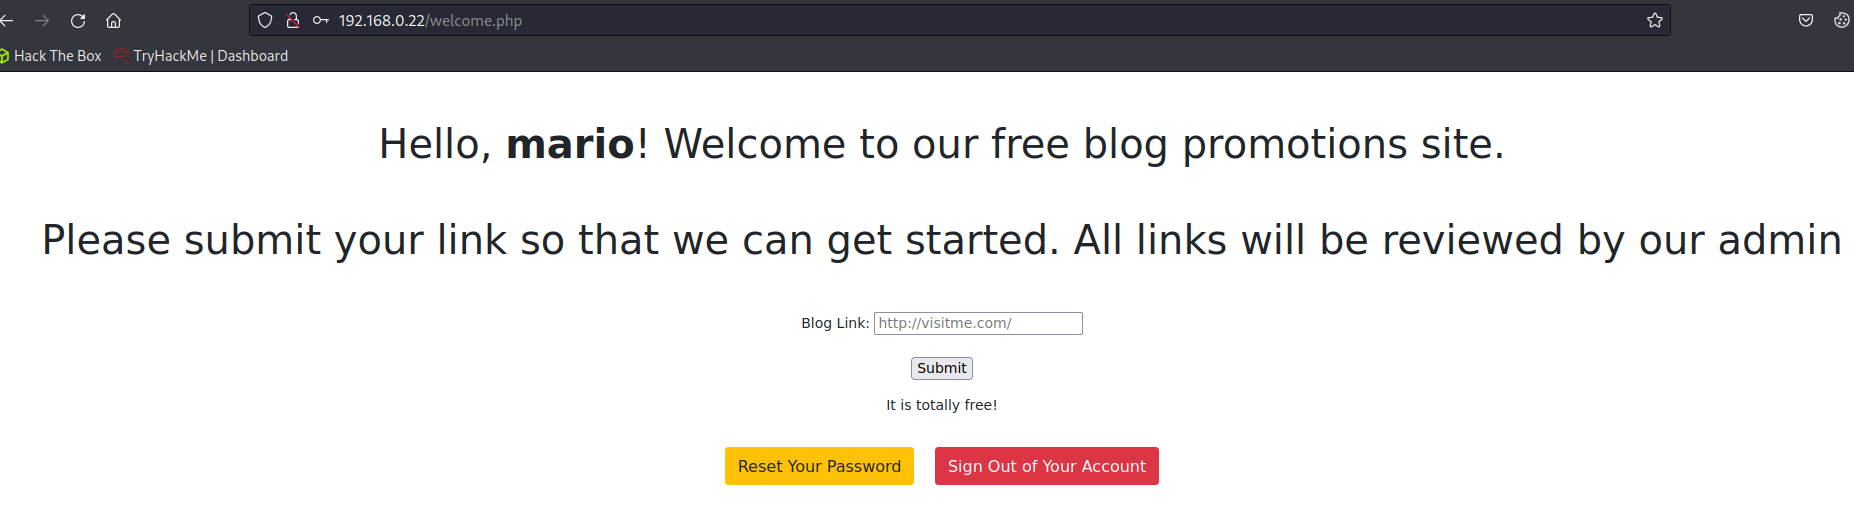 192.168.0.22/welcome.php
Hack The Box TryHackMe | Dashboard
Hello, mario! Welcome to our free blog promotions site.
Please submit your link so that we can get started. All links will be reviewed by our admin
Blog Link: http://visitme.com/
Submit
It is totally free!
Reset Your Password Sign Out of Your Account